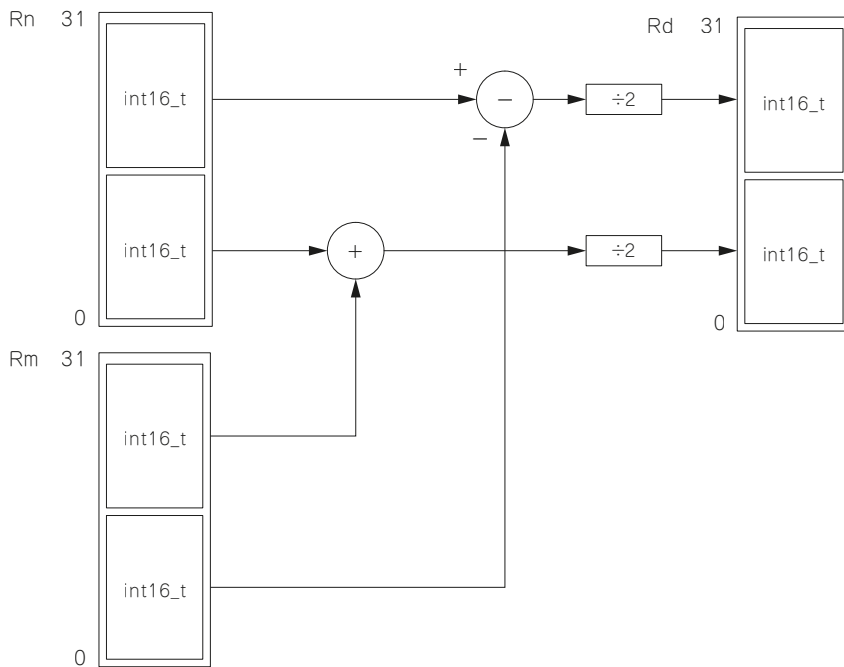 Rn 31
int16_t
int16_t
0
Rm 31
int16_t
int16_t
0
+
−
−
+
÷2
÷2
Rd 31
int16_t
int16_t
0